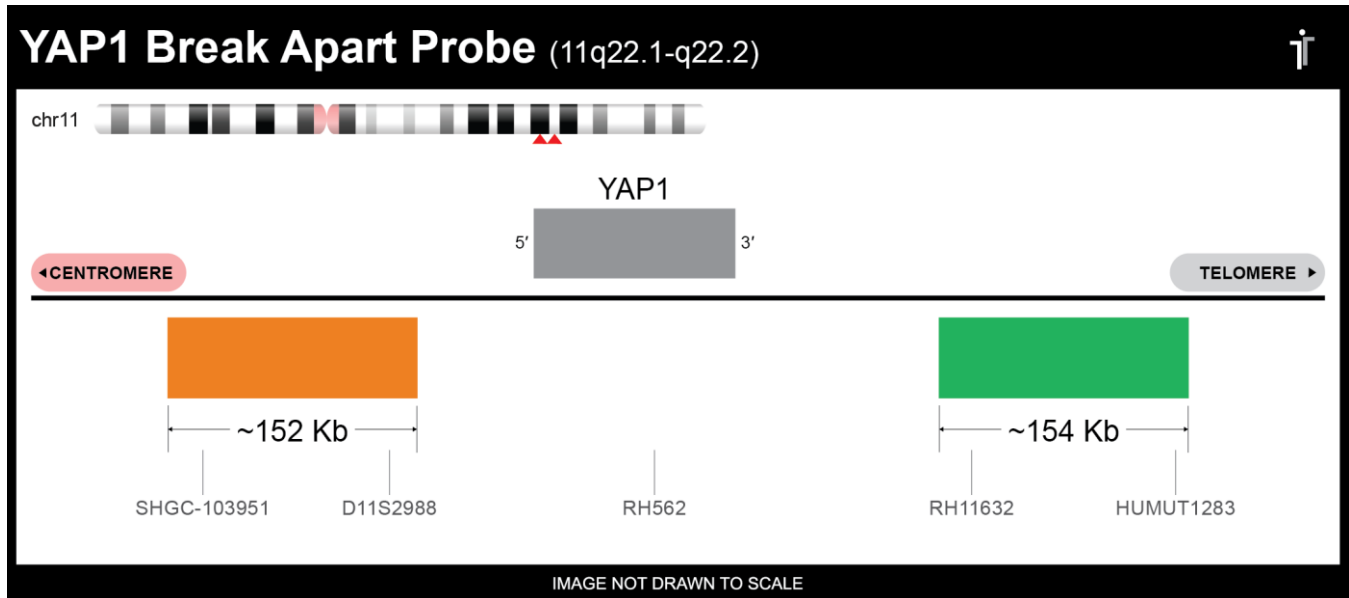 YAP1 Break Apart Probe (11q22.1-q22.2)
chr11
YAP1
5′ 3′
◂CENTROMERE TELOMERE ▸
~152 Kb ~154 Kb
SHGC-103951 D11S2988 RH562 RH11632 HUMUT1283
IMAGE NOT DRAWN TO SCALE